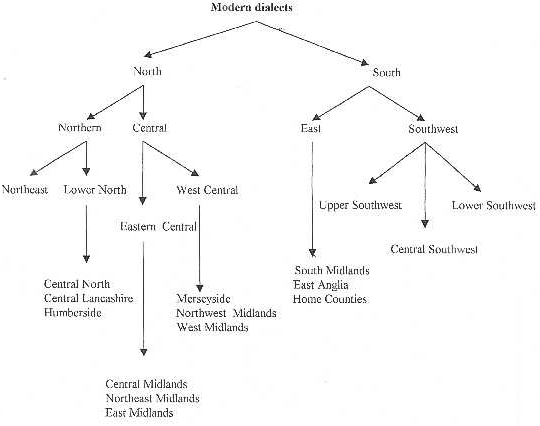 Modern dialects
North
South
Northern
Central
East
Southwest
Northeast
Lower North
West Central
Upper Southwest
Lower Southwest
Eastern Central
Central Southwest
Central North
Central Lancashire
Humberside
Merseyside
Northwest Midlands
West Midlands
South Midlands
East Anglia
Home Counties
Central Midlands
Northeast Midlands
East Midlands